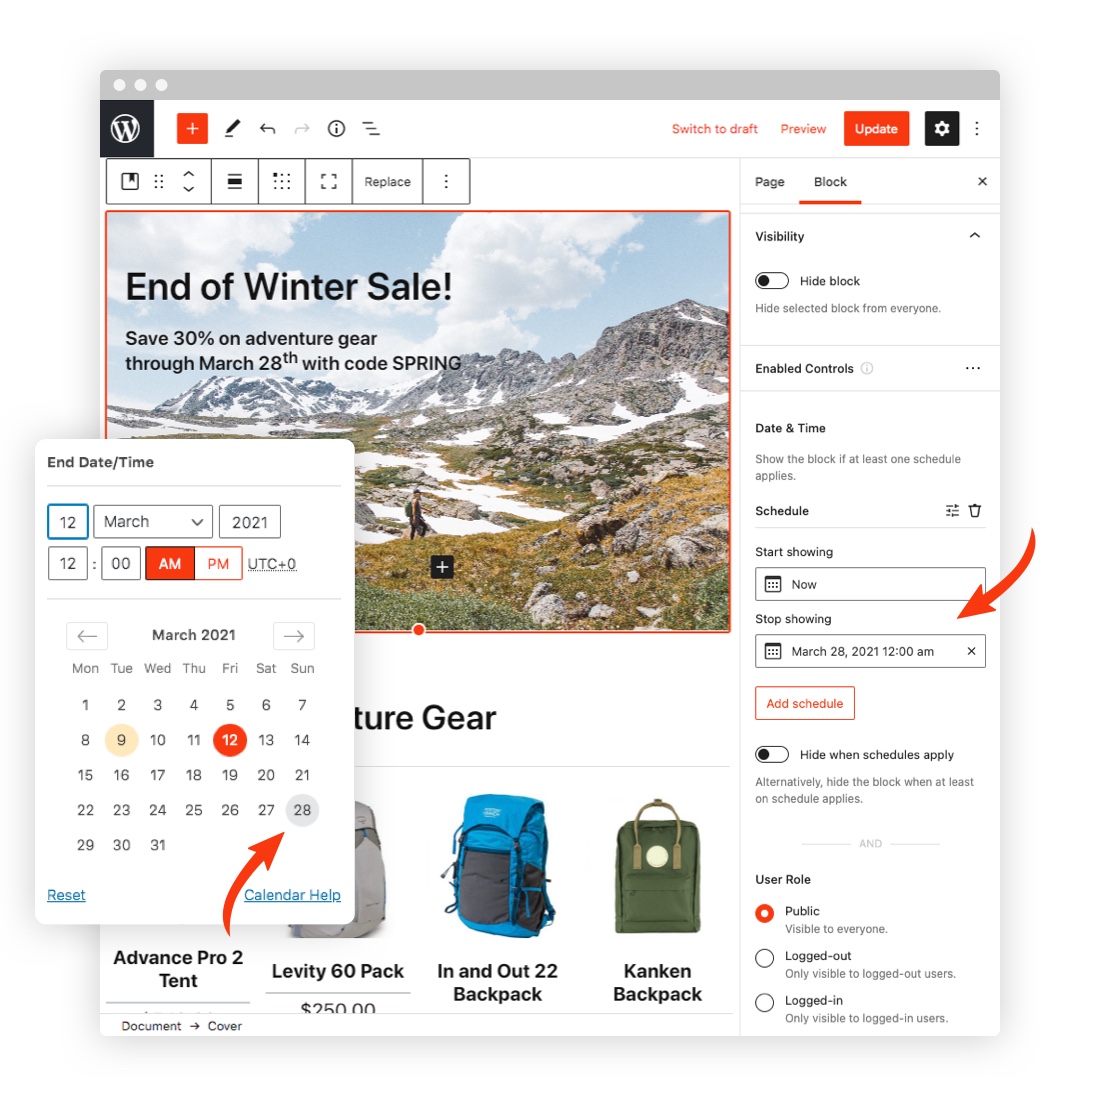 Switch to draft
Preview
Update
Replace
Page
Block
End of Winter Sale!
Save 30% on adventure gear
through March 28th with code SPRING
Visibility
Hide block
Hide selected block from everyone.
Enabled Controls
Date & Time
Show the block if at least one schedule
applies.
Schedule
Start showing
Now
Stop showing
March 28, 2021 12:00 am
Add schedule
Hide when schedules apply
Alternatively, hide the block when at least
on schedule applies.
AND
User Role
Public
Visible to everyone.
Logged-out
Only visible to logged-out users.
Logged-in
Only visible to logged-in users.
End Date/Time
12 March 2021
12 : 00 AM PM UTC+0
March 2021
Mon Tue Wed Thu Fri Sat Sun
1 2 3 4 5 6 7
8 9 10 11 12 13 14
15 16 17 18 19 20 21
22 23 24 25 26 27 28
29 30 31
Reset
Calendar Help
ture Gear
Advance Pro 2
Tent
Levity 60 Pack
$250.00
In and Out 22
Backpack
Kanken
Backpack
Document → Cover